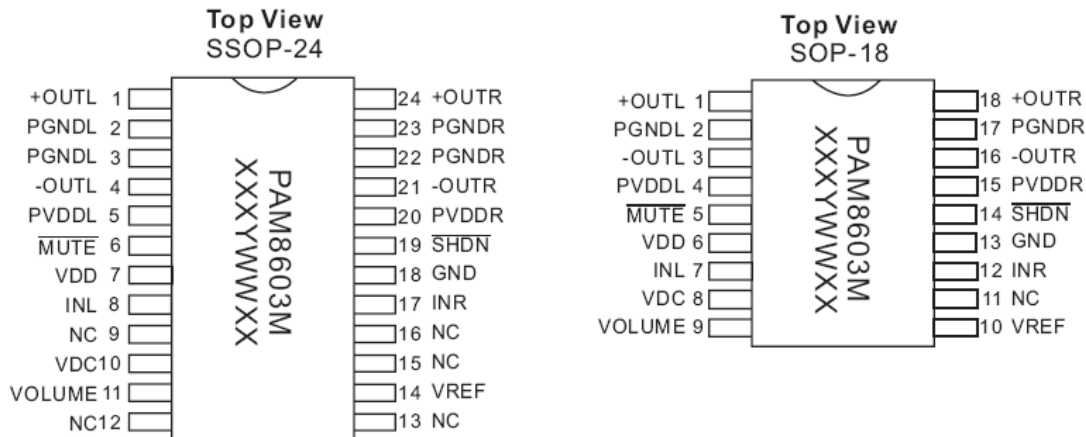 Top View
SSOP-24
+OUTL 1
PGNDL 2
PGNDL 3
-OUTL 4
PVDDL 5
MUTE 6
VDD 7
INL 8
NC 9
VDC10
VOLUME 11
NC12
PAM8603M
XXXYWWXX
24 +OUTR
23 PGNDR
22 PGNDR
21 -OUTR
20 PVDDR
19 SHDN
18 GND
17 INR
16 NC
15 NC
14 VREF
13 NC
Top View
SOP-18
+OUTL 1
PGNDL 2
-OUTL 3
PVDDL 4
MUTE 5
VDD 6
INL 7
VDC 8
VOLUME 9
PAM8603M
XXXYWWXX
18 +OUTR
17 PGNDR
16 -OUTR
15 PVDDR
14 SHDN
13 GND
12 INR
11 NC
10 VREF